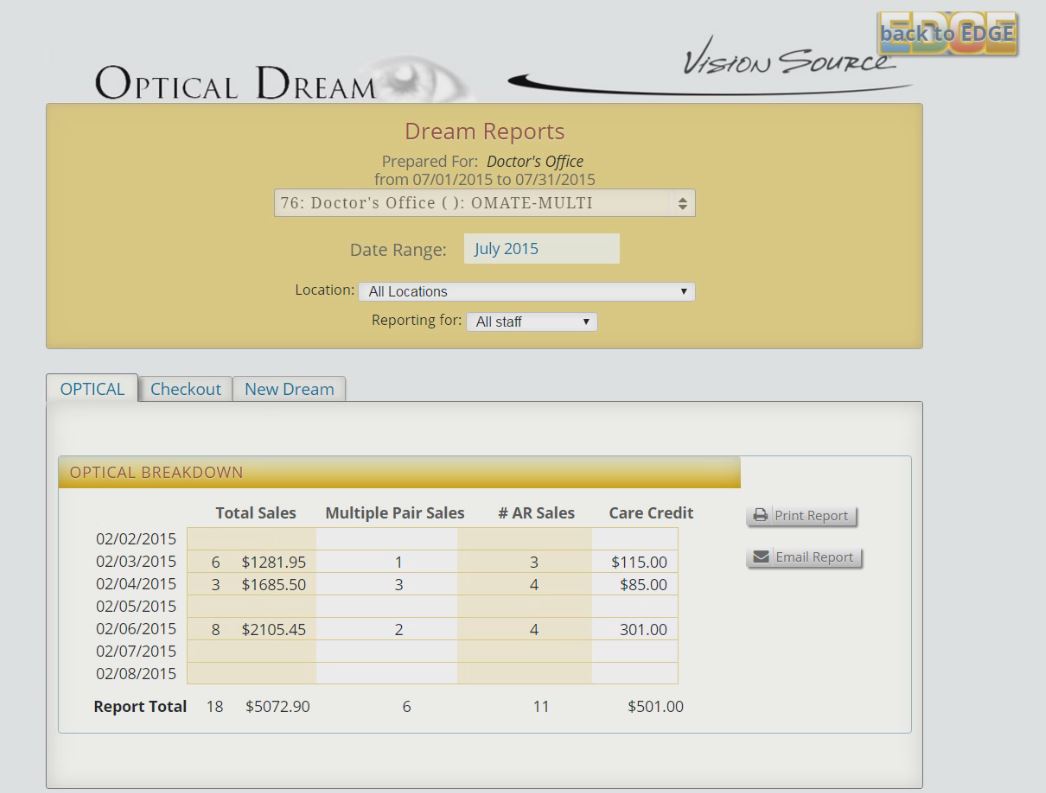 back to EDGE
OPTICAL DREAM
VISION SOURCE
Dream Reports
Prepared For: Doctor's Office
from 07/01/2015 to 07/31/2015
76: Doctor's Office ( ): OMATE-MULTI
Date Range: July 2015
Location: All Locations
Reporting for: All staff
OPTICAL Checkout New Dream
OPTICAL BREAKDOWN
Total Sales Multiple Pair Sales # AR Sales Care Credit
Print Report
02/02/2015
02/03/2015 6 $1281.95 1 3 $115.00
Email Report
02/04/2015 3 $1685.50 3 4 $85.00
02/05/2015
02/06/2015 8 $2105.45 2 4 301.00
02/07/2015
02/08/2015
Report Total 18 $5072.90 6 11 $501.00